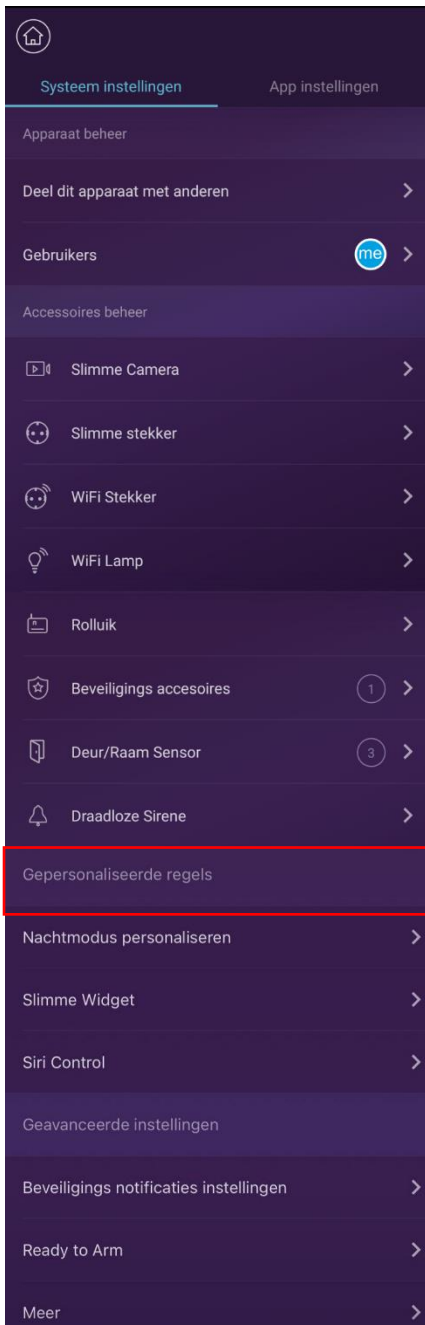 Systeem instellingen
App instellingen
Apparaat beheer
Deel dit apparaat met anderen
Gebruikers
me
Accessoires beheer
Slimme Camera
Slimme stekker
WiFi Stekker
WiFi Lamp
Rolluik
Beveiligings accesoires
1
Deur/Raam Sensor
3
Draadloze Sirene
Gepersonaliseerde regels
Nachtmodus personaliseren
Slimme Widget
Siri Control
Geavanceerde instellingen
Beveiligings notificaties instellingen
Ready to Arm
Meer